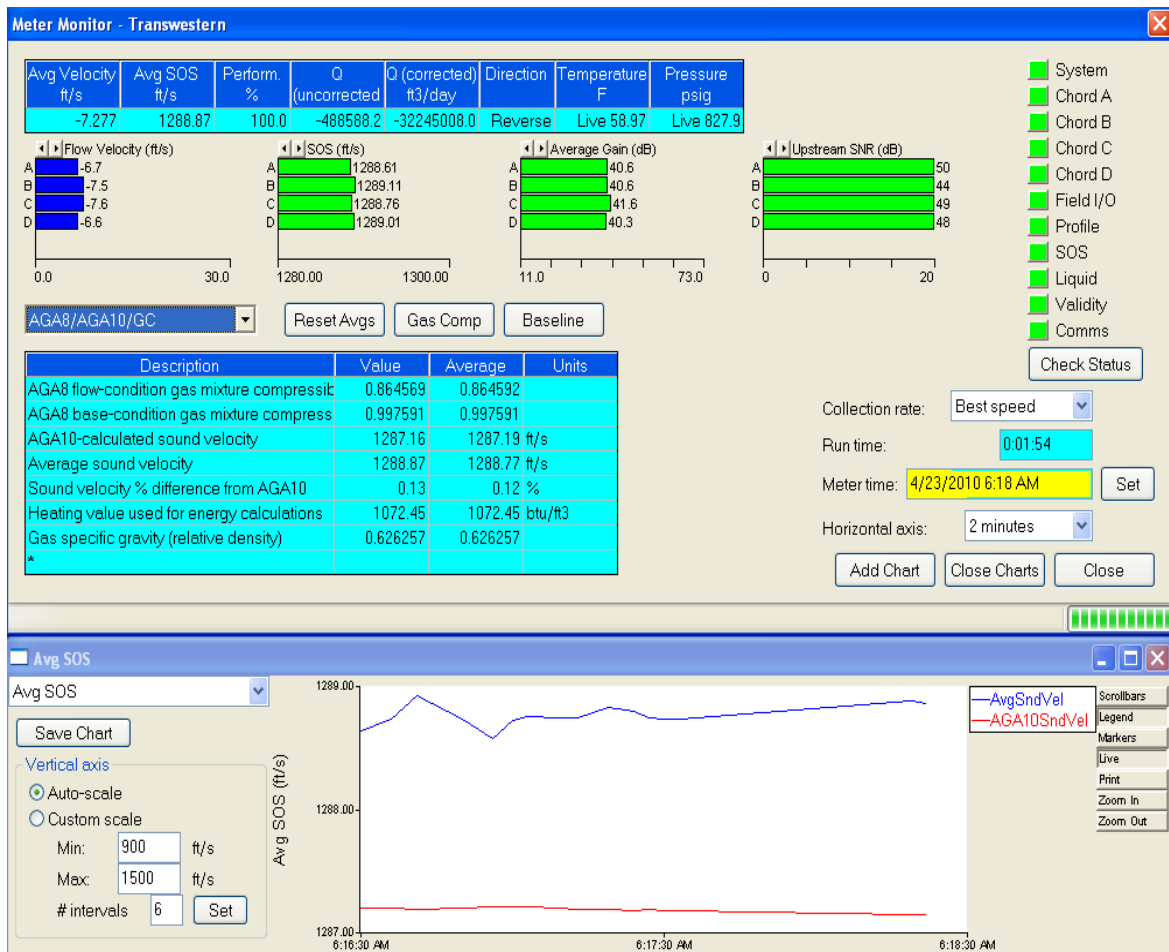 Meter Monitor - Transwestern
Avg Velocity ft/s Avg SOS ft/s Perform. % Q (uncorrected Q (corrected) ft3/day Direction Temperature F Pressure psig
-7.277 1288.87 100.0 -488588.2 -32245008.0 Reverse Live 58.97 Live 827.9
Flow Velocity (ft/s)
A -6.7
B -7.5
C -7.6
D -6.6
0.0 30.0
SOS (ft/s)
A 1288.61
B 1289.11
C 1288.76
D 1289.01
1280.00 1300.00
Average Gain (dB)
A 40.6
B 40.6
C 41.6
D 40.3
11.0 73.0
Upstream SNR (dB)
A 50
B 44
C 49
D 48
0 20
System
Chord A
Chord B
Chord C
Chord D
Field I/O
Profile
SOS
Liquid
Validity
Comms
Check Status
AGA8/AGA10/GC
Reset Avgs
Gas Comp
Baseline
Description Value Average Units
AGA8 flow-condition gas mixture compressib 0.864569 0.864592
AGA8 base-condition gas mixture compress 0.997591 0.997591
AGA10-calculated sound velocity 1287.16 1287.19 ft/s
Average sound velocity 1288.87 1288.77 ft/s
Sound velocity % difference from AGA10 0.13 0.12 %
Heating value used for energy calculations 1072.45 1072.45 btu/ft3
Gas specific gravity (relative density) 0.626257 0.626257
*
Collection rate: Best speed
Run time: 0:01:54
Meter time: 4/23/2010 6:18 AM Set
Horizontal axis: 2 minutes
Add Chart
Close Charts
Close
Avg SOS
Avg SOS
Save Chart
Vertical axis
Auto-scale
Custom scale
Min: 900 ft/s
Max: 1500 ft/s
# intervals 6 Set
Avg SOS (ft/s)
1289.00
1288.00
1287.00
6:16:30 AM 6:17:30 AM 6:18:30 AM
AvgSndVel
AGA10SndVel
Scrollbars
Legend
Markers
Live
Print
Zoom In
Zoom Out